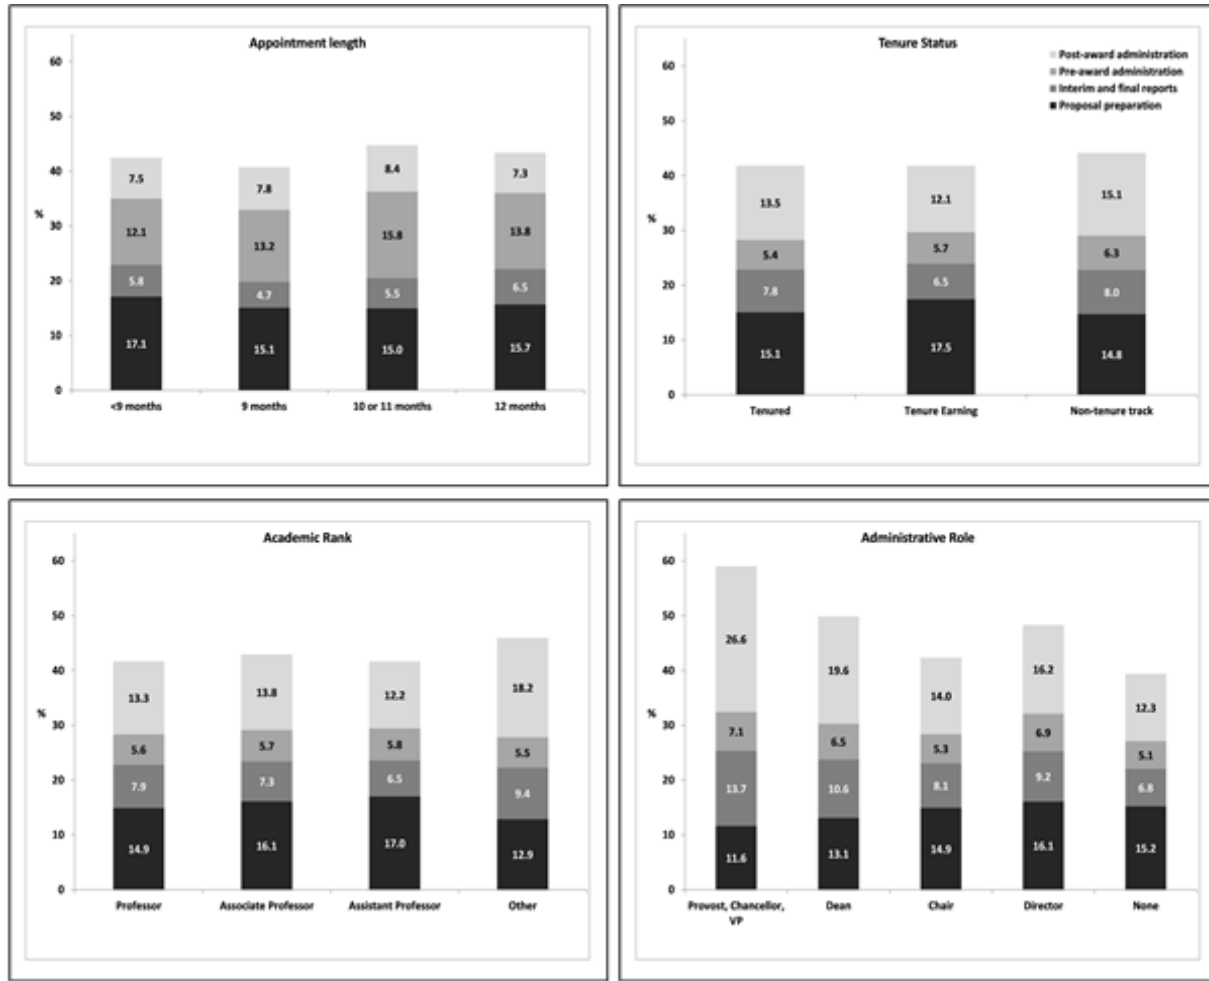 Appointment length
60
50
40
%
30
20
10
0
7.5 7.8 8.4 7.3
12.1 13.2 15.8 13.8
5.8 4.7 5.5 6.5
17.1 15.1 15.0 15.7
<9 months 9 months 10 or 11 months 12 months
Tenure Status
Post-award administration
Pre-award administration
Interim and final reports
Proposal preparation
60
50
40
%
30
20
10
0
13.5 12.1 15.1
5.4 5.7 6.3
7.8 6.5 8.0
15.1 17.5 14.8
Tenured Tenure Earning Non-tenure track
Academic Rank
60
50
40
%
30
20
10
0
13.3 13.8 12.2 18.2
5.6 5.7 5.8 5.5
7.9 7.3 6.5 9.4
14.9 16.1 17.0 12.9
Professor Associate Professor Assistant Professor Other
Administrative Role
60
50
40
%
30
20
10
0
26.6 19.6 14.0 16.2 12.3
7.1 6.5 5.3 6.9 5.1
13.7 10.6 8.1 9.2 6.8
11.6 13.1 14.9 16.1 15.2
Provost, Chancellor, Dean Chair Director None
VP